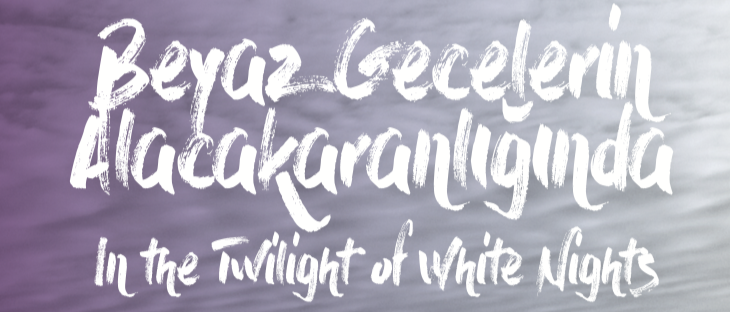 Beyaz Gecelerin
Alacakaranlığında
In the Twilight of White Nights